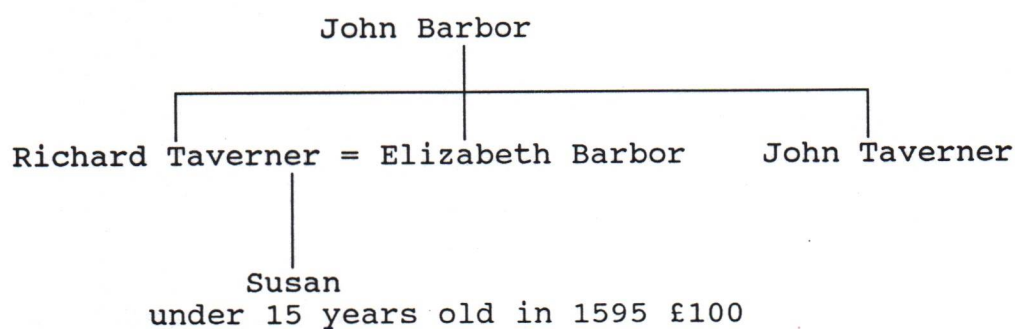 John Barbor
Richard Taverner = Elizabeth Barbor John Taverner
Susan
under 15 years old in 1595 £100